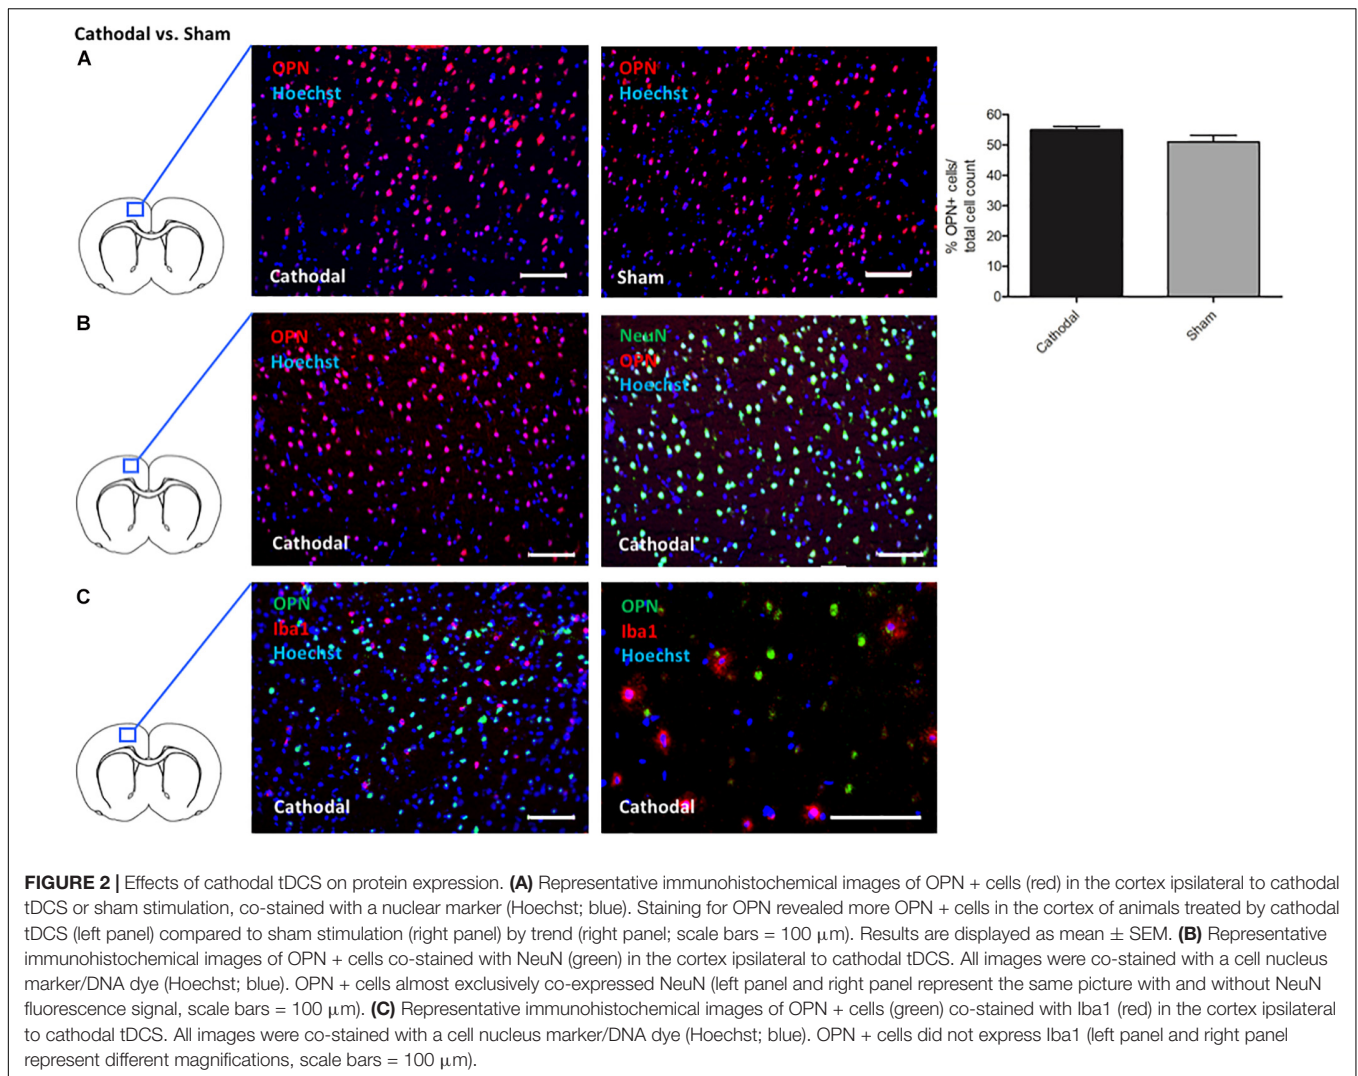 Cathodal vs. Sham
A
OPN
Hoechst
Cathodal
OPN
Hoechst
Sham
% OPN+ cells/
total cell count
60
50
40
30
20
10
0
Cathodal
Sham
B
OPN
Hoechst
Cathodal
NeuN
OPN
Hoechst
Cathodal
C
OPN
Iba1
Hoechst
Cathodal
OPN
Iba1
Hoechst
Cathodal
FIGURE 2 | Effects of cathodal tDCS on protein expression. (A) Representative immunohistochemical images of OPN + cells (red) in the cortex ipsilateral to cathodal
tDCS or sham stimulation, co-stained with a nuclear marker (Hoechst; blue). Staining for OPN revealed more OPN + cells in the cortex of animals treated by cathodal
tDCS (left panel) compared to sham stimulation (right panel) by trend (right panel; scale bars = 100 μm). Results are displayed as mean ± SEM. (B) Representative
immunohistochemical images of OPN + cells co-stained with NeuN (green) in the cortex ipsilateral to cathodal tDCS. All images were co-stained with a cell nucleus
marker/DNA dye (Hoechst; blue). OPN + cells almost exclusively co-expressed NeuN (left panel and right panel represent the same picture with and without NeuN
fluorescence signal, scale bars = 100 μm). (C) Representative immunohistochemical images of OPN + cells (green) co-stained with Iba1 (red) in the cortex ipsilateral
to cathodal tDCS. All images were co-stained with a cell nucleus marker/DNA dye (Hoechst; blue). OPN + cells did not express Iba1 (left panel and right panel
represent different magnifications, scale bars = 100 μm).